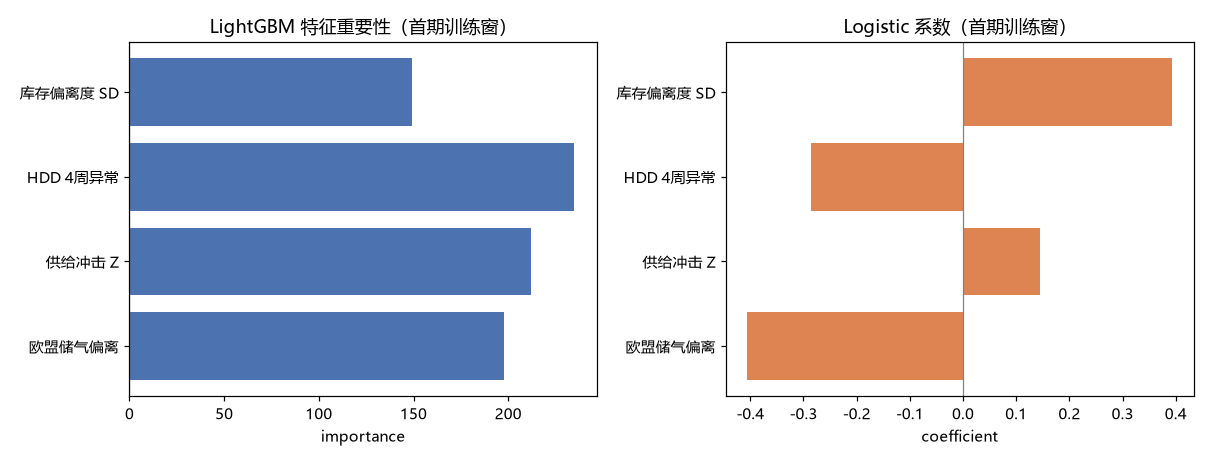 LightGBM 特征重要性（首期训练窗）
库存偏离度 SD
HDD 4周异常
供给冲击 Z
欧盟储气偏离
0 50 100 150 200
importance
Logistic 系数（首期训练窗）
库存偏离度 SD
HDD 4周异常
供给冲击 Z
欧盟储气偏离
-0.4 -0.3 -0.2 -0.1 0.0 0.1 0.2 0.3 0.4
coefficient